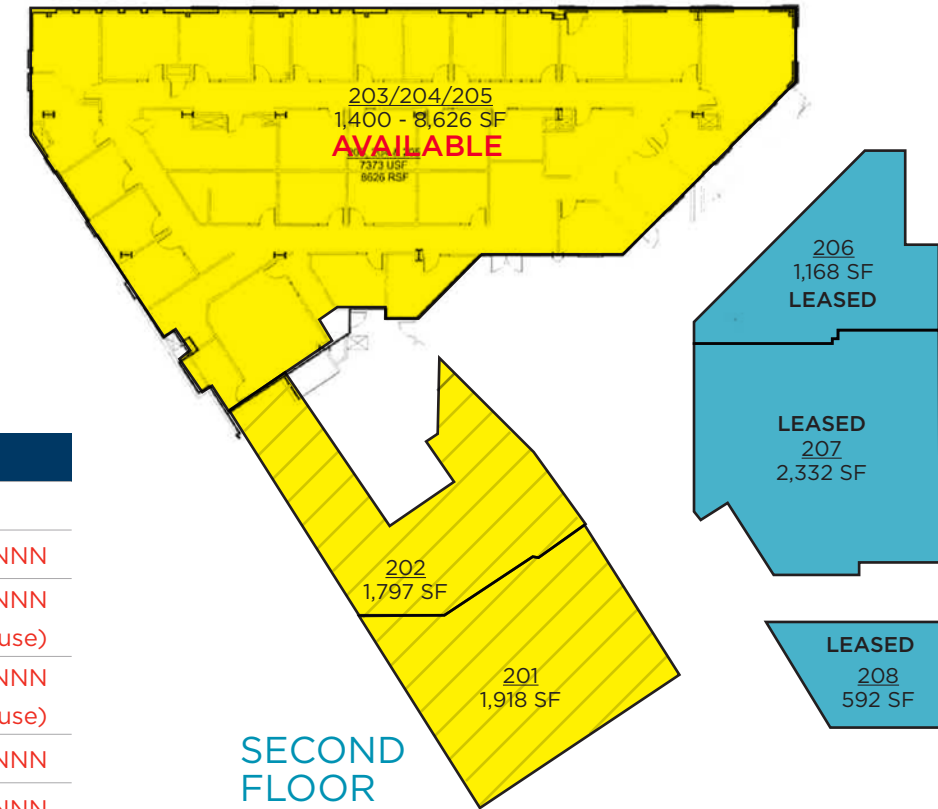 203/204/205
1,400 - 8,626 SF
AVAILABLE
7373 USF
8626 RSF
206
1,168 SF
LEASED
LEASED
207
2,332 SF
202
1,797 SF
201
1,918 SF
LEASED
208
592 SF
SECOND
FLOOR
NNN
NNN
use)
NNN
use)
NNN
NNN